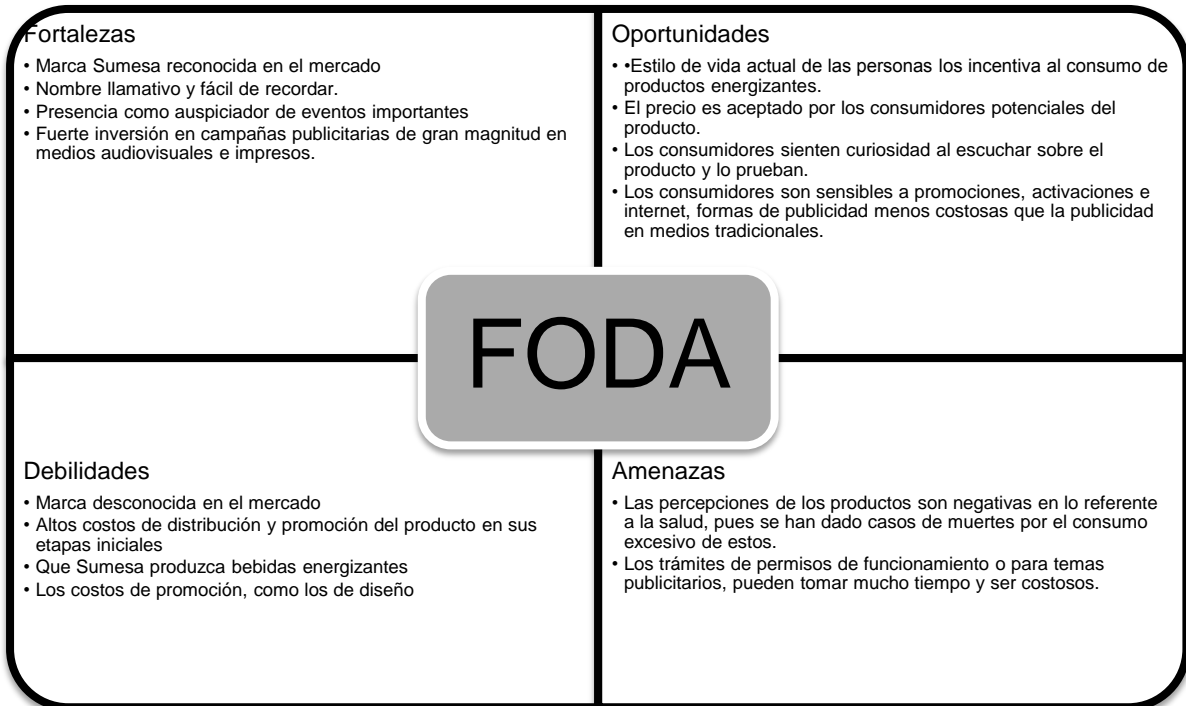 Fortalezas
• Marca Sumesa reconocida en el mercado
• Nombre llamativo y fácil de recordar.
• Presencia como auspiciador de eventos importantes
• Fuerte inversión en campañas publicitarias de gran magnitud en
medios audiovisuales e impresos.
Oportunidades
• •Estilo de vida actual de las personas los incentiva al consumo de
productos energizantes.
• El precio es aceptado por los consumidores potenciales del
producto.
• Los consumidores sienten curiosidad al escuchar sobre el
producto y lo prueban.
• Los consumidores son sensibles a promociones, activaciones e
internet, formas de publicidad menos costosas que la publicidad
en medios tradicionales.
FODA
Debilidades
• Marca desconocida en el mercado
• Altos costos de distribución y promoción del producto en sus
etapas iniciales
• Que Sumesa produzca bebidas energizantes
• Los costos de promoción, como los de diseño
Amenazas
• Las percepciones de los productos son negativas en lo referente
a la salud, pues se han dado casos de muertes por el consumo
excesivo de estos.
• Los trámites de permisos de funcionamiento o para temas
publicitarios, pueden tomar mucho tiempo y ser costosos.